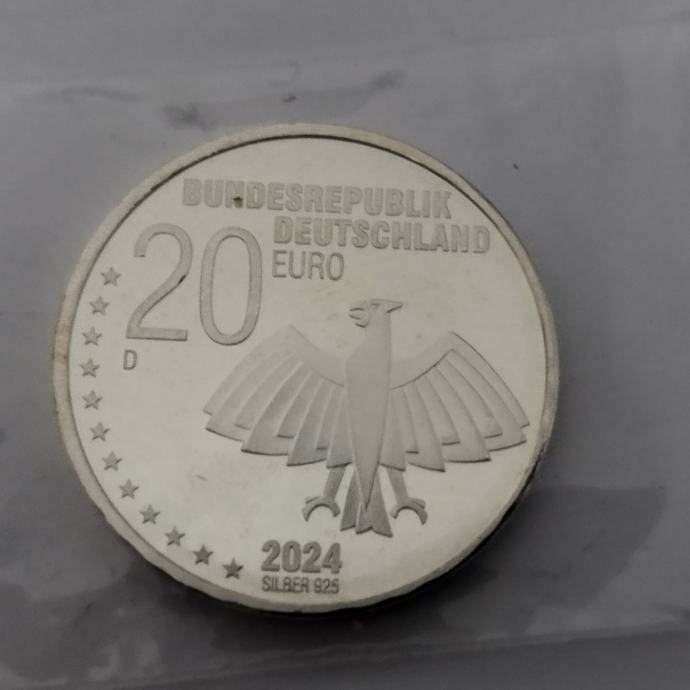 BUNDESREPUBLIK
DEUTSCHLAND
20 EURO
D
2024
SILBER 925